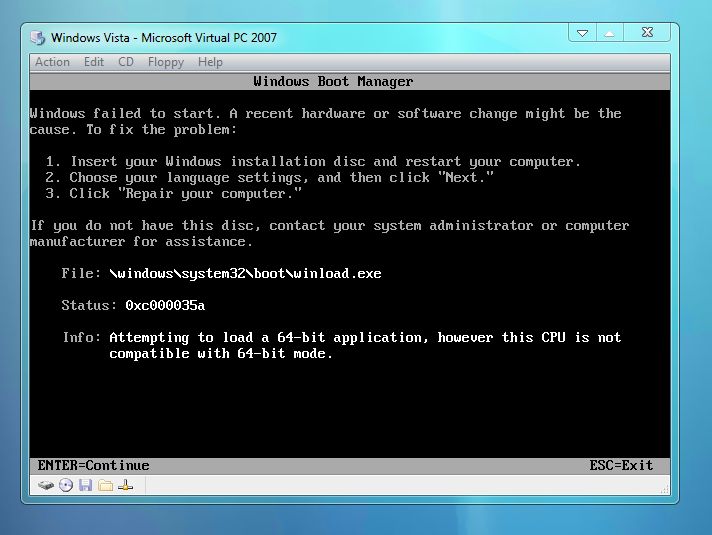 Windows Vista - Microsoft Virtual PC 2007
Action Edit CD Floppy Help
Windows Boot Manager
Windows failed to start. A recent hardware or software change might be the
cause. To fix the problem:
1. Insert your Windows installation disc and restart your computer.
2. Choose your language settings, and then click "Next."
3. Click "Repair your computer."
If you do not have this disc, contact your system administrator or computer
manufacturer for assistance.
File: \windows\system32\boot\winload.exe
Status: 0xc000035a
Info: Attempting to load a 64-bit application, however this CPU is not
compatible with 64-bit mode.
ENTER=Continue ESC=Exit